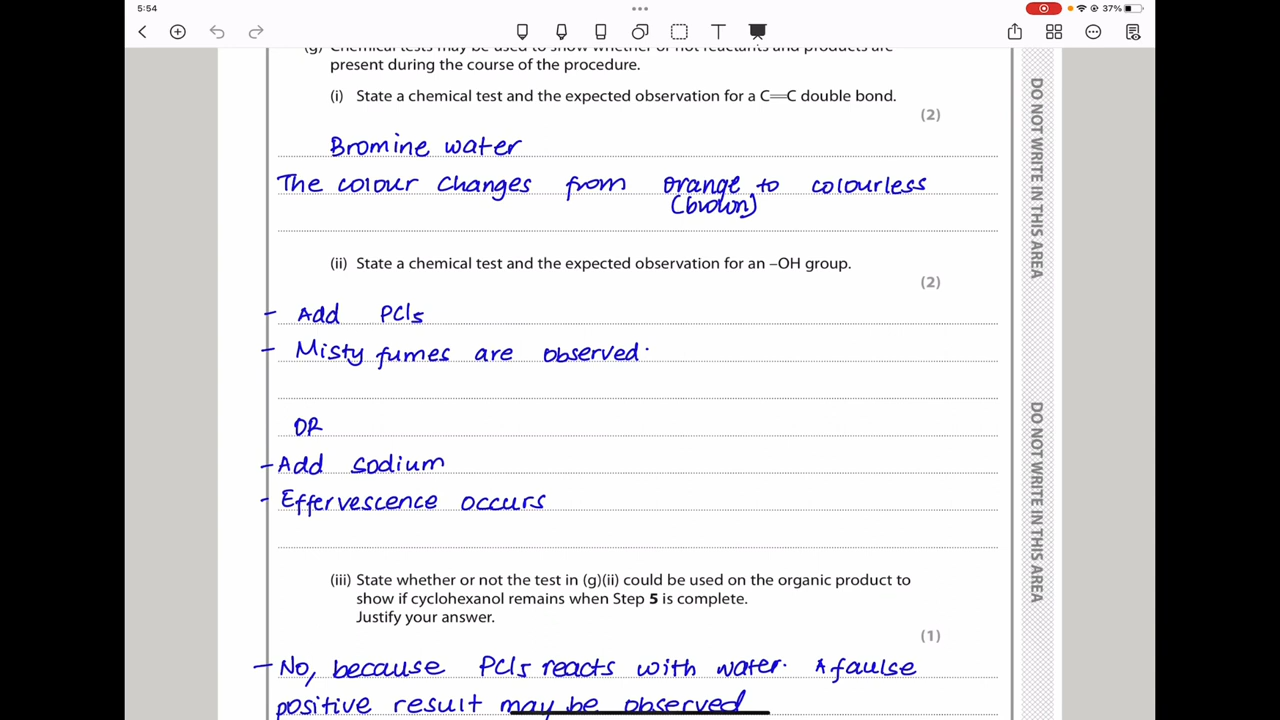 5:54
37%
(g) Chemical tests may be used to show whether or not reactants and products are
present during the course of the procedure.
(i) State a chemical test and the expected observation for a C=C double bond.
(2)
Bromine water
The colour changes from orange to colourless
(brown)
(ii) State a chemical test and the expected observation for an –OH group.
(2)
- Add PCl5
- Misty fumes are observed.
OR
- Add sodium
- Effervescence occurs
(iii) State whether or not the test in (g)(ii) could be used on the organic product to
show if cyclohexanol remains when Step 5 is complete.
Justify your answer.
(1)
- No, because PCl5 reacts with water. A faulse
positive result may be observed
DO NOT WRITE IN THIS AREA
DO NOT WRITE IN THIS AREA